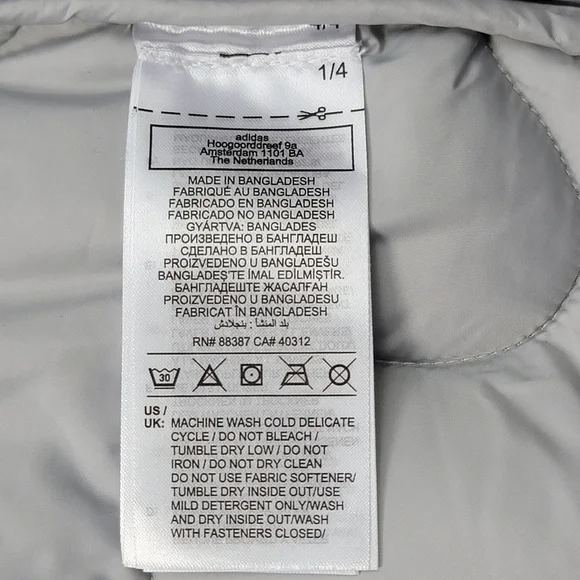 1/4
adidas
Hoogoorddreef 9a
Amsterdam 1101 BA
The Netherlands
MADE IN BANGLADESH
FABRIQUÉ AU BANGLADESH
FABRICADO EN BANGLADESH
FABRICADO NO BANGLADESH
GYÁRTVA: BANGLADES
ПРОИЗВЕДЕНО В БАНГЛАДЕШ
СДЕЛАНО В БАНГЛАДЕШ
PROIZVEDENO U BANGLADEŠU
BANGLADEŞ'TE İMAL EDİLMİŞTİR.
БАНГЛАДЕШТЕ ЖАСАЛҒАН
PROIZVEDENO U BANGLADESU
FABRICAT ÎN BANGLADESH
بلد المنشأ: بنجلادش
RN# 88387 CA# 40312
30
US /
UK: MACHINE WASH COLD DELICATE
CYCLE / DO NOT BLEACH /
TUMBLE DRY LOW / DO NOT
IRON / DO NOT DRY CLEAN
DO NOT USE FABRIC SOFTENER/
TUMBLE DRY INSIDE OUT/USE
MILD DETERGENT ONLY/WASH
AND DRY INSIDE OUT/WASH
WITH FASTENERS CLOSED/